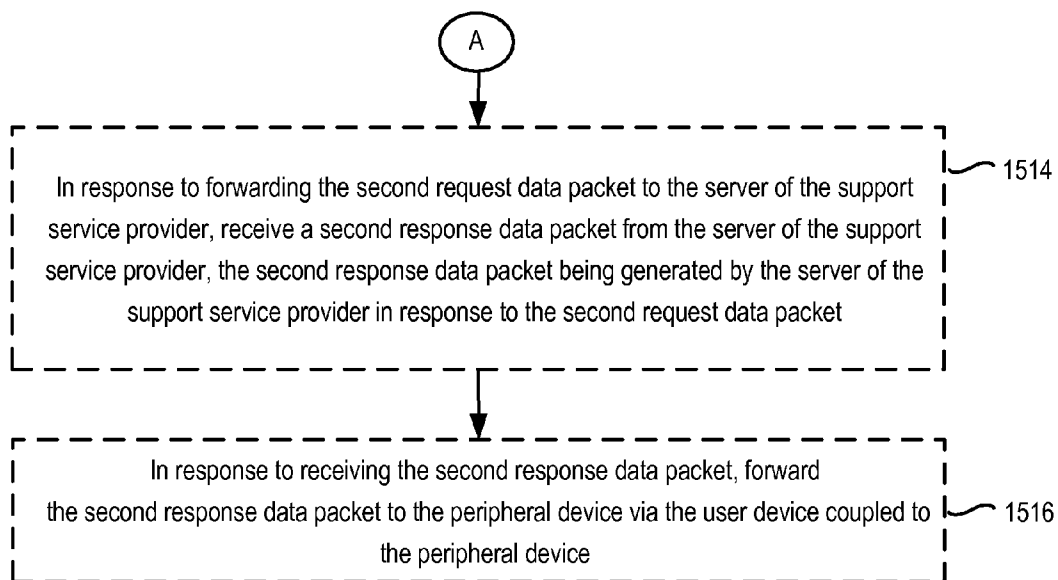 A
1514
In response to forwarding the second request data packet to the server of the support
service provider, receive a second response data packet from the server of the support
service provider, the second response data packet being generated by the server of the
support service provider in response to the second request data packet
In response to receiving the second response data packet, forward
the second response data packet to the peripheral device via the user device coupled to
the peripheral device
1516